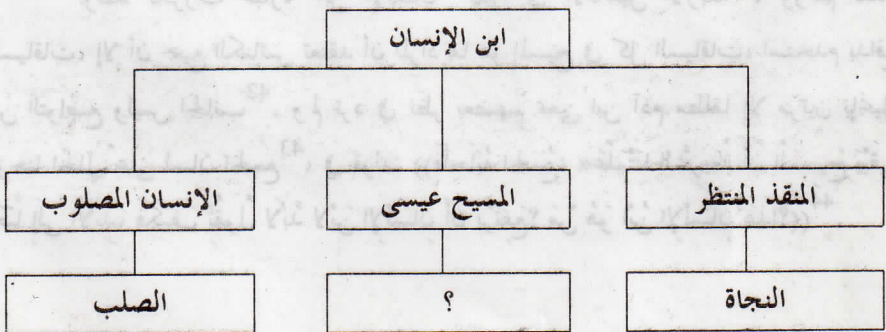 ابن الإنسان
المنقذ المنتظر
المسيح عيسى
الإنسان المصلوب
النجاة
؟
الصلب